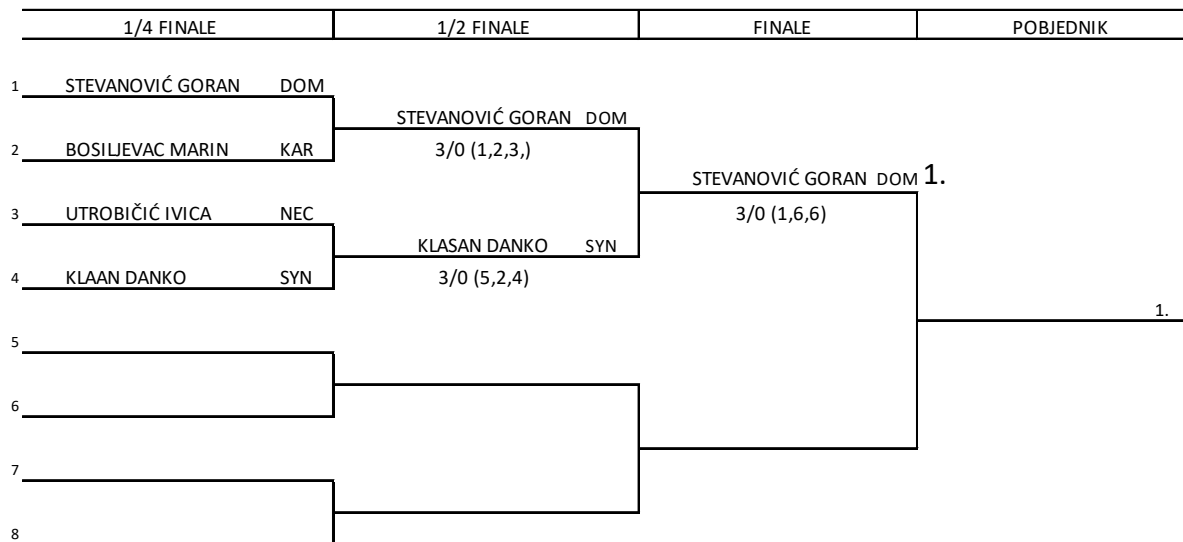 1/4 FINALE 1/2 FINALE FINALE POBJEDNIK
1 STEVANOVIĆ GORAN DOM
STEVANOVIĆ GORAN DOM
2 BOSILJEVAC MARIN KAR 3/0 (1,2,3,)
STEVANOVIĆ GORAN DOM 1.
3 UTROBIČIĆ IVICA NEC 3/0 (1,6,6)
KLASAN DANKO SYN
4 KLAAN DANKO SYN 3/0 (5,2,4)
1.
5
6
7
8